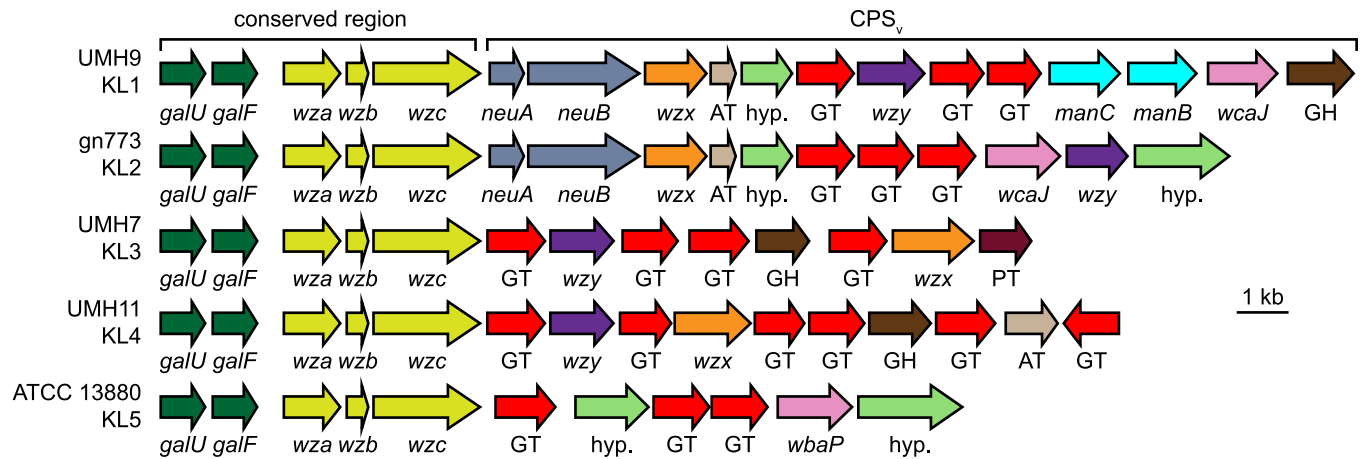 conserved region CPSv
UMH9
KL1
galU galF wza wzb wzc neuA neuB wzx AT hyp. GT wzy GT GT manC manB wcaJ GH
gn773
KL2
galU galF wza wzb wzc neuA neuB wzx AT hyp. GT GT GT wcaJ wzy hyp.
UMH7
KL3
galU galF wza wzb wzc GT wzy GT GT GH GT wzx PT
1 kb
UMH11
KL4
galU galF wza wzb wzc GT wzy GT wzx GT GT GH GT AT GT
ATCC 13880
KL5
galU galF wza wzb wzc GT hyp. GT GT wbaP hyp.